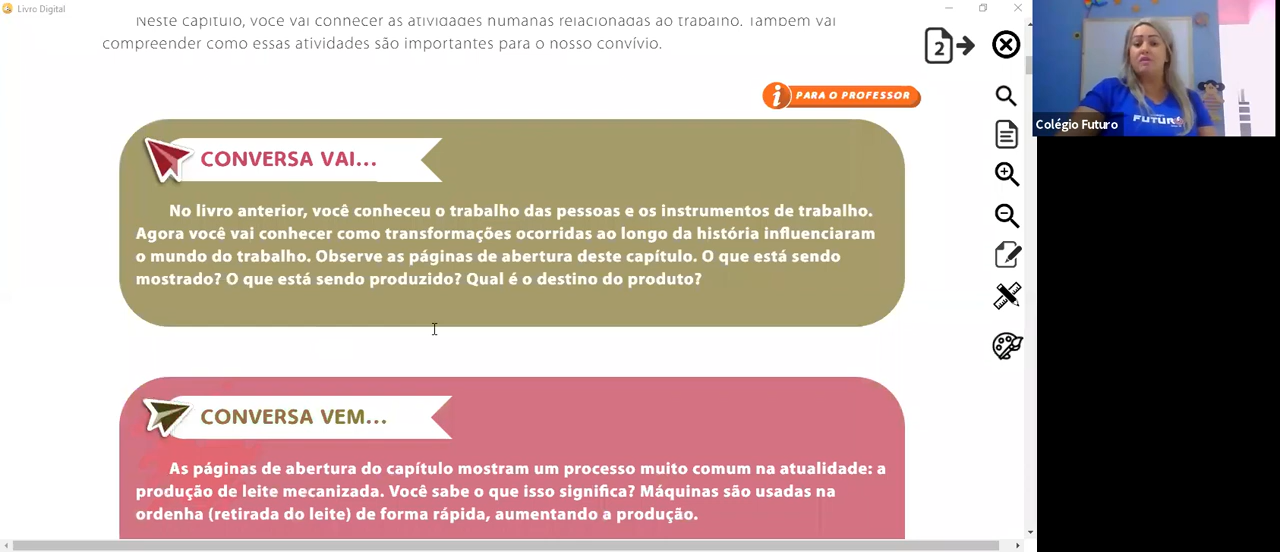 Livro Digital
Neste capítulo, você vai conhecer as atividades humanas relacionadas ao trabalho. Também vai
compreender como essas atividades são importantes para o nosso convívio.
2
i PARA O PROFESSOR
CONVERSA VAI...
No livro anterior, você conheceu o trabalho das pessoas e os instrumentos de trabalho.
Agora você vai conhecer como transformações ocorridas ao longo da história influenciaram
o mundo do trabalho. Observe as páginas de abertura deste capítulo. O que está sendo
mostrado? O que está sendo produzido? Qual é o destino do produto?
CONVERSA VEM...
As páginas de abertura do capítulo mostram um processo muito comum na atualidade: a
produção de leite mecanizada. Você sabe o que isso significa? Máquinas são usadas na
ordenha (retirada do leite) de forma rápida, aumentando a produção.
FUTURO
Colégio Futuro